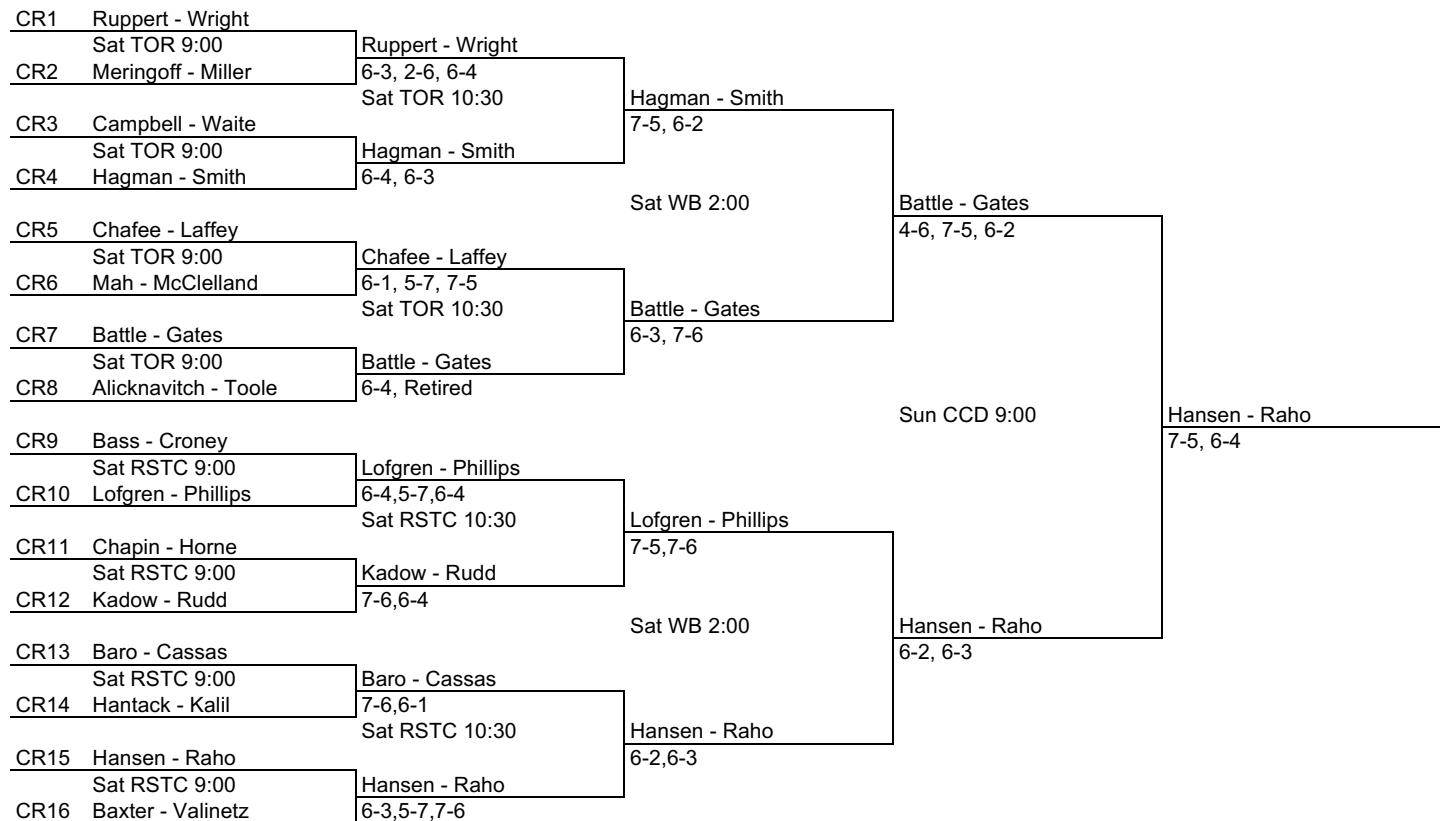 CR1 Ruppert - Wright
Sat TOR 9:00 Ruppert - Wright
CR2 Meringoff - Miller 6-3, 2-6, 6-4
Sat TOR 10:30 Hagman - Smith
CR3 Campbell - Waite 7-5, 6-2
Sat TOR 9:00 Hagman - Smith
CR4 Hagman - Smith 6-4, 6-3
Sat WB 2:00 Battle - Gates
CR5 Chafee - Laffey 4-6, 7-5, 6-2
Sat TOR 9:00 Chafee - Laffey
CR6 Mah - McClelland 6-1, 5-7, 7-5
Sat TOR 10:30 Battle - Gates
CR7 Battle - Gates 6-3, 7-6
Sat TOR 9:00 Battle - Gates
CR8 Alicknavitch - Toole 6-4, Retired
Sun CCD 9:00 Hansen - Raho
CR9 Bass - Croney 7-5, 6-4
Sat RSTC 9:00 Lofgren - Phillips
CR10 Lofgren - Phillips 6-4,5-7,6-4
Sat RSTC 10:30 Lofgren - Phillips
CR11 Chapin - Horne 7-5,7-6
Sat RSTC 9:00 Kadow - Rudd
CR12 Kadow - Rudd 7-6,6-4
Sat WB 2:00 Hansen - Raho
CR13 Baro - Cassas 6-2, 6-3
Sat RSTC 9:00 Baro - Cassas
CR14 Hantack - Kalil 7-6,6-1
Sat RSTC 10:30 Hansen - Raho
CR15 Hansen - Raho 6-2,6-3
Sat RSTC 9:00 Hansen - Raho
CR16 Baxter - Valinetz 6-3,5-7,7-6